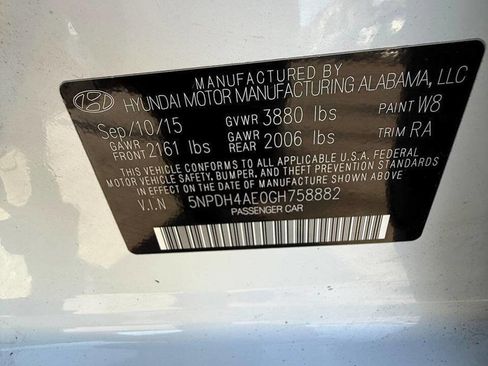 MANUFACTURED BY
HYUNDAI MOTOR MANUFACTURING ALABAMA, LLC
Sep/10/15 GVWR 3880 lbs PAINT W8
GAWR FRONT 2161 lbs GAWR REAR 2006 lbs TRIM RA
THIS VEHICLE CONFORMS TO ALL APPLICABLE U.S.A. FEDERAL
MOTOR VEHICLE SAFETY, BUMPER, AND THEFT PREVENTION STANDARDS
IN EFFECT ON THE DATE OF MANUFACTURE SHOWN ABOVE.
V.I.N 5NPDH4AE0GH758882
PASSENGER CAR